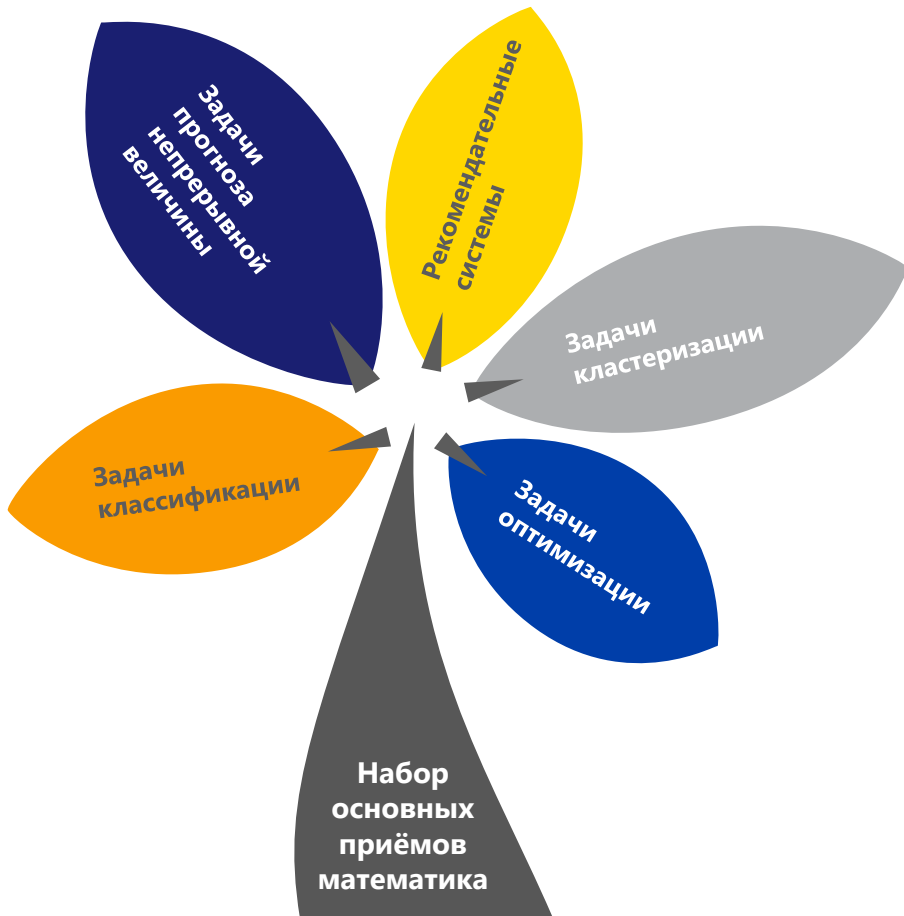 Задачи
прогноза
непрерывной
величины
Рекомендательные
системы
Задачи
кластеризации
Задачи
классификации
Задачи
оптимизации
Набор
основных
приёмов
математика